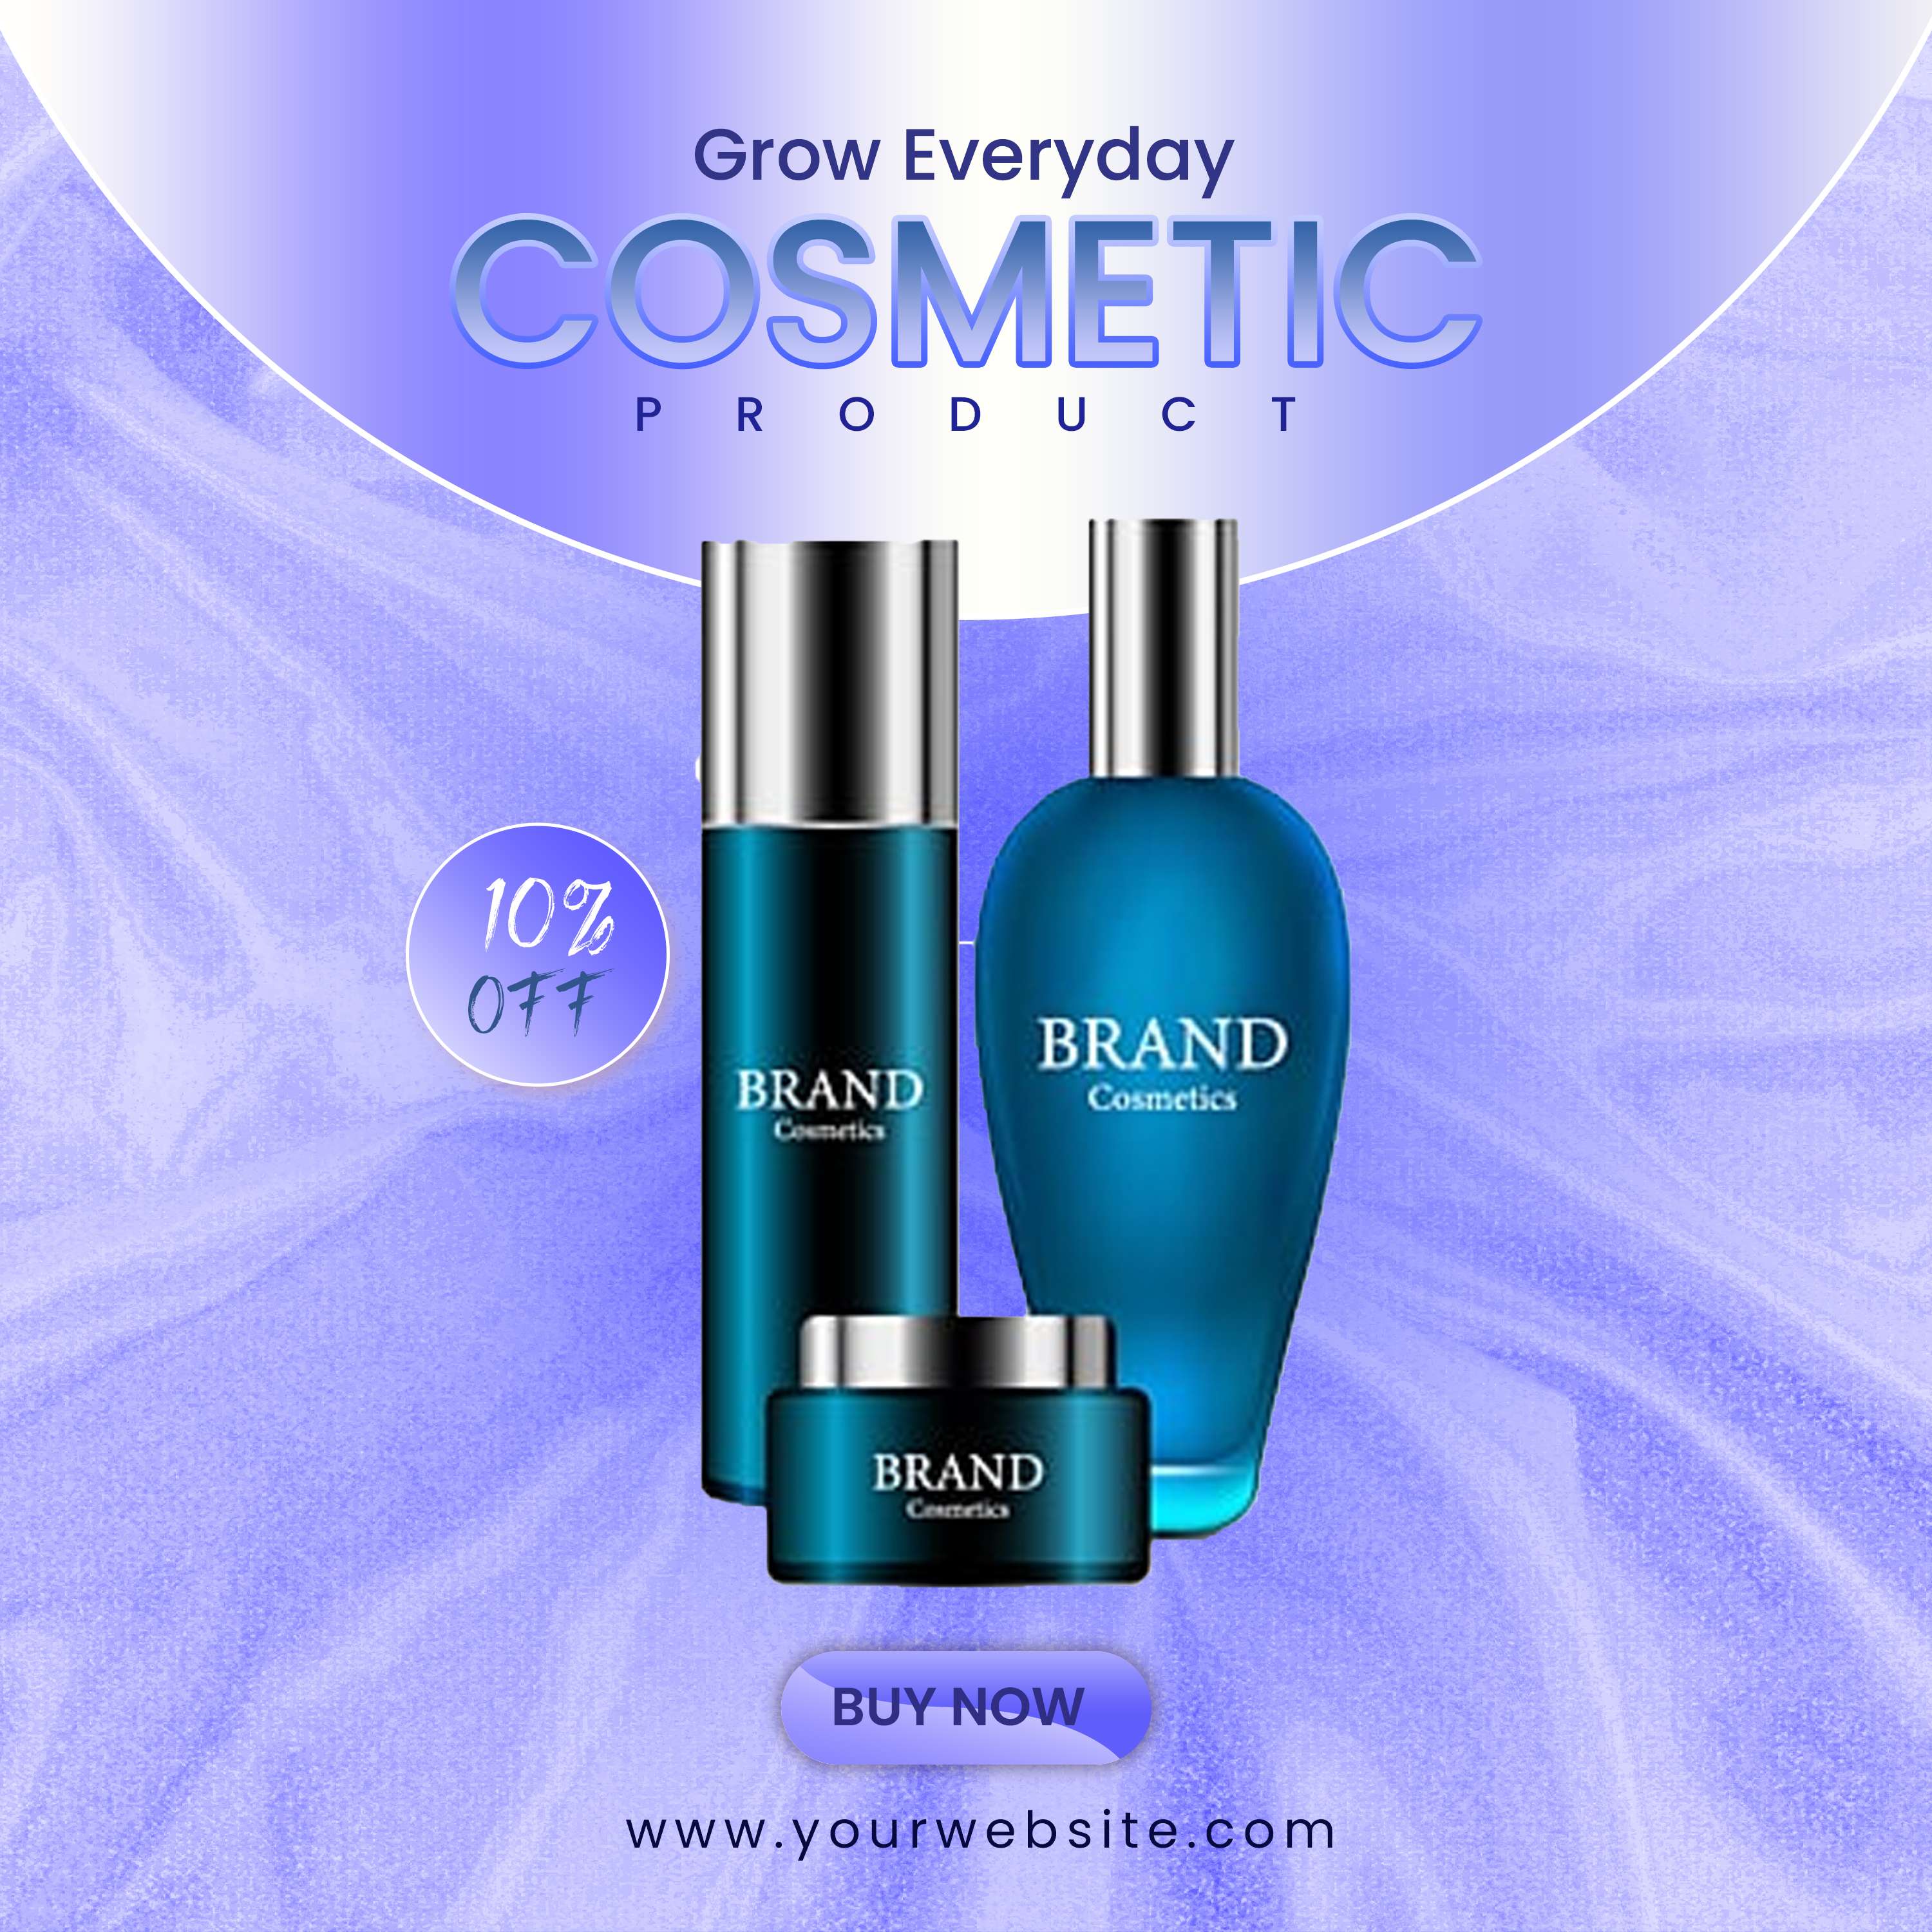 Grow Everyday
COSMETIC
PRODUCT
10%
OFF
BRAND
Cosmetics
BRAND
Cosmetics
BRAND
Cosmetics
BUY NOW
www.yourwebsite.com